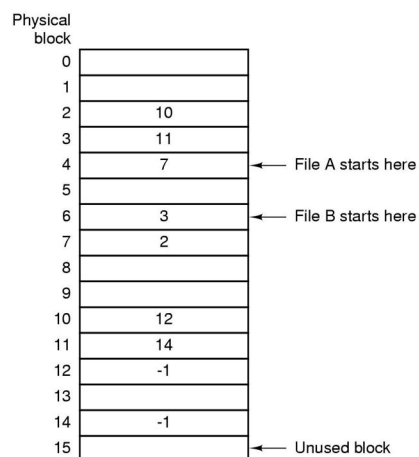 Physical
block
0
1
2 10
3 11
4 7 File A starts here
5
6 3 File B starts here
7 2
8
9
10 12
11 14
12 -1
13
14 -1
15 Unused block